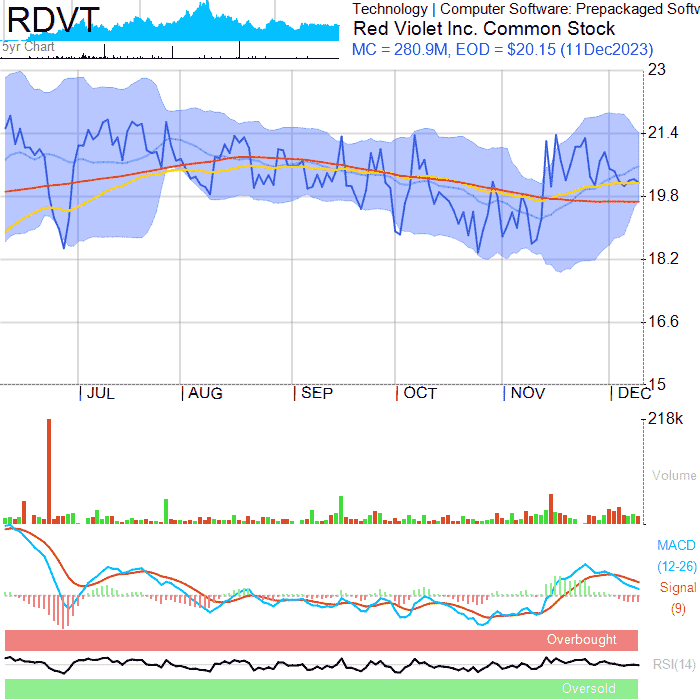 RDVT
5yr Chart
Technology | Computer Software: Prepackaged Softw
Red Violet Inc. Common Stock
MC = 280.9M, EOD = $20.15 (11Dec2023)
23
21.4
19.8
18.2
16.6
15
JUL AUG SEP OCT NOV DEC
218k
Volume
MACD
(12-26)
Signal
(9)
Overbought
RSI(14)
Oversold